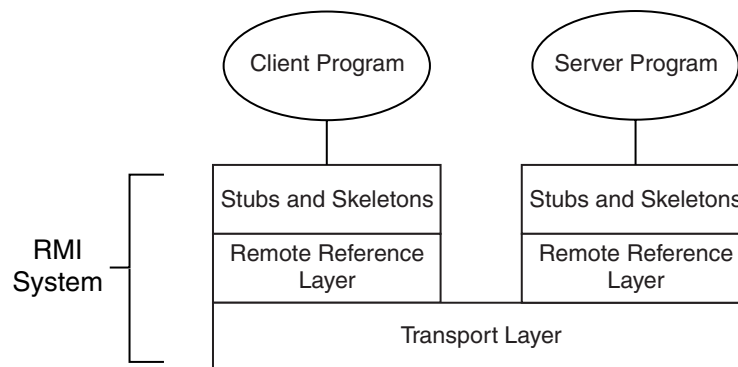 Client Program
Server Program
Stubs and Skeletons
Stubs and Skeletons
RMI
System
Remote Reference
Layer
Remote Reference
Layer
Transport Layer